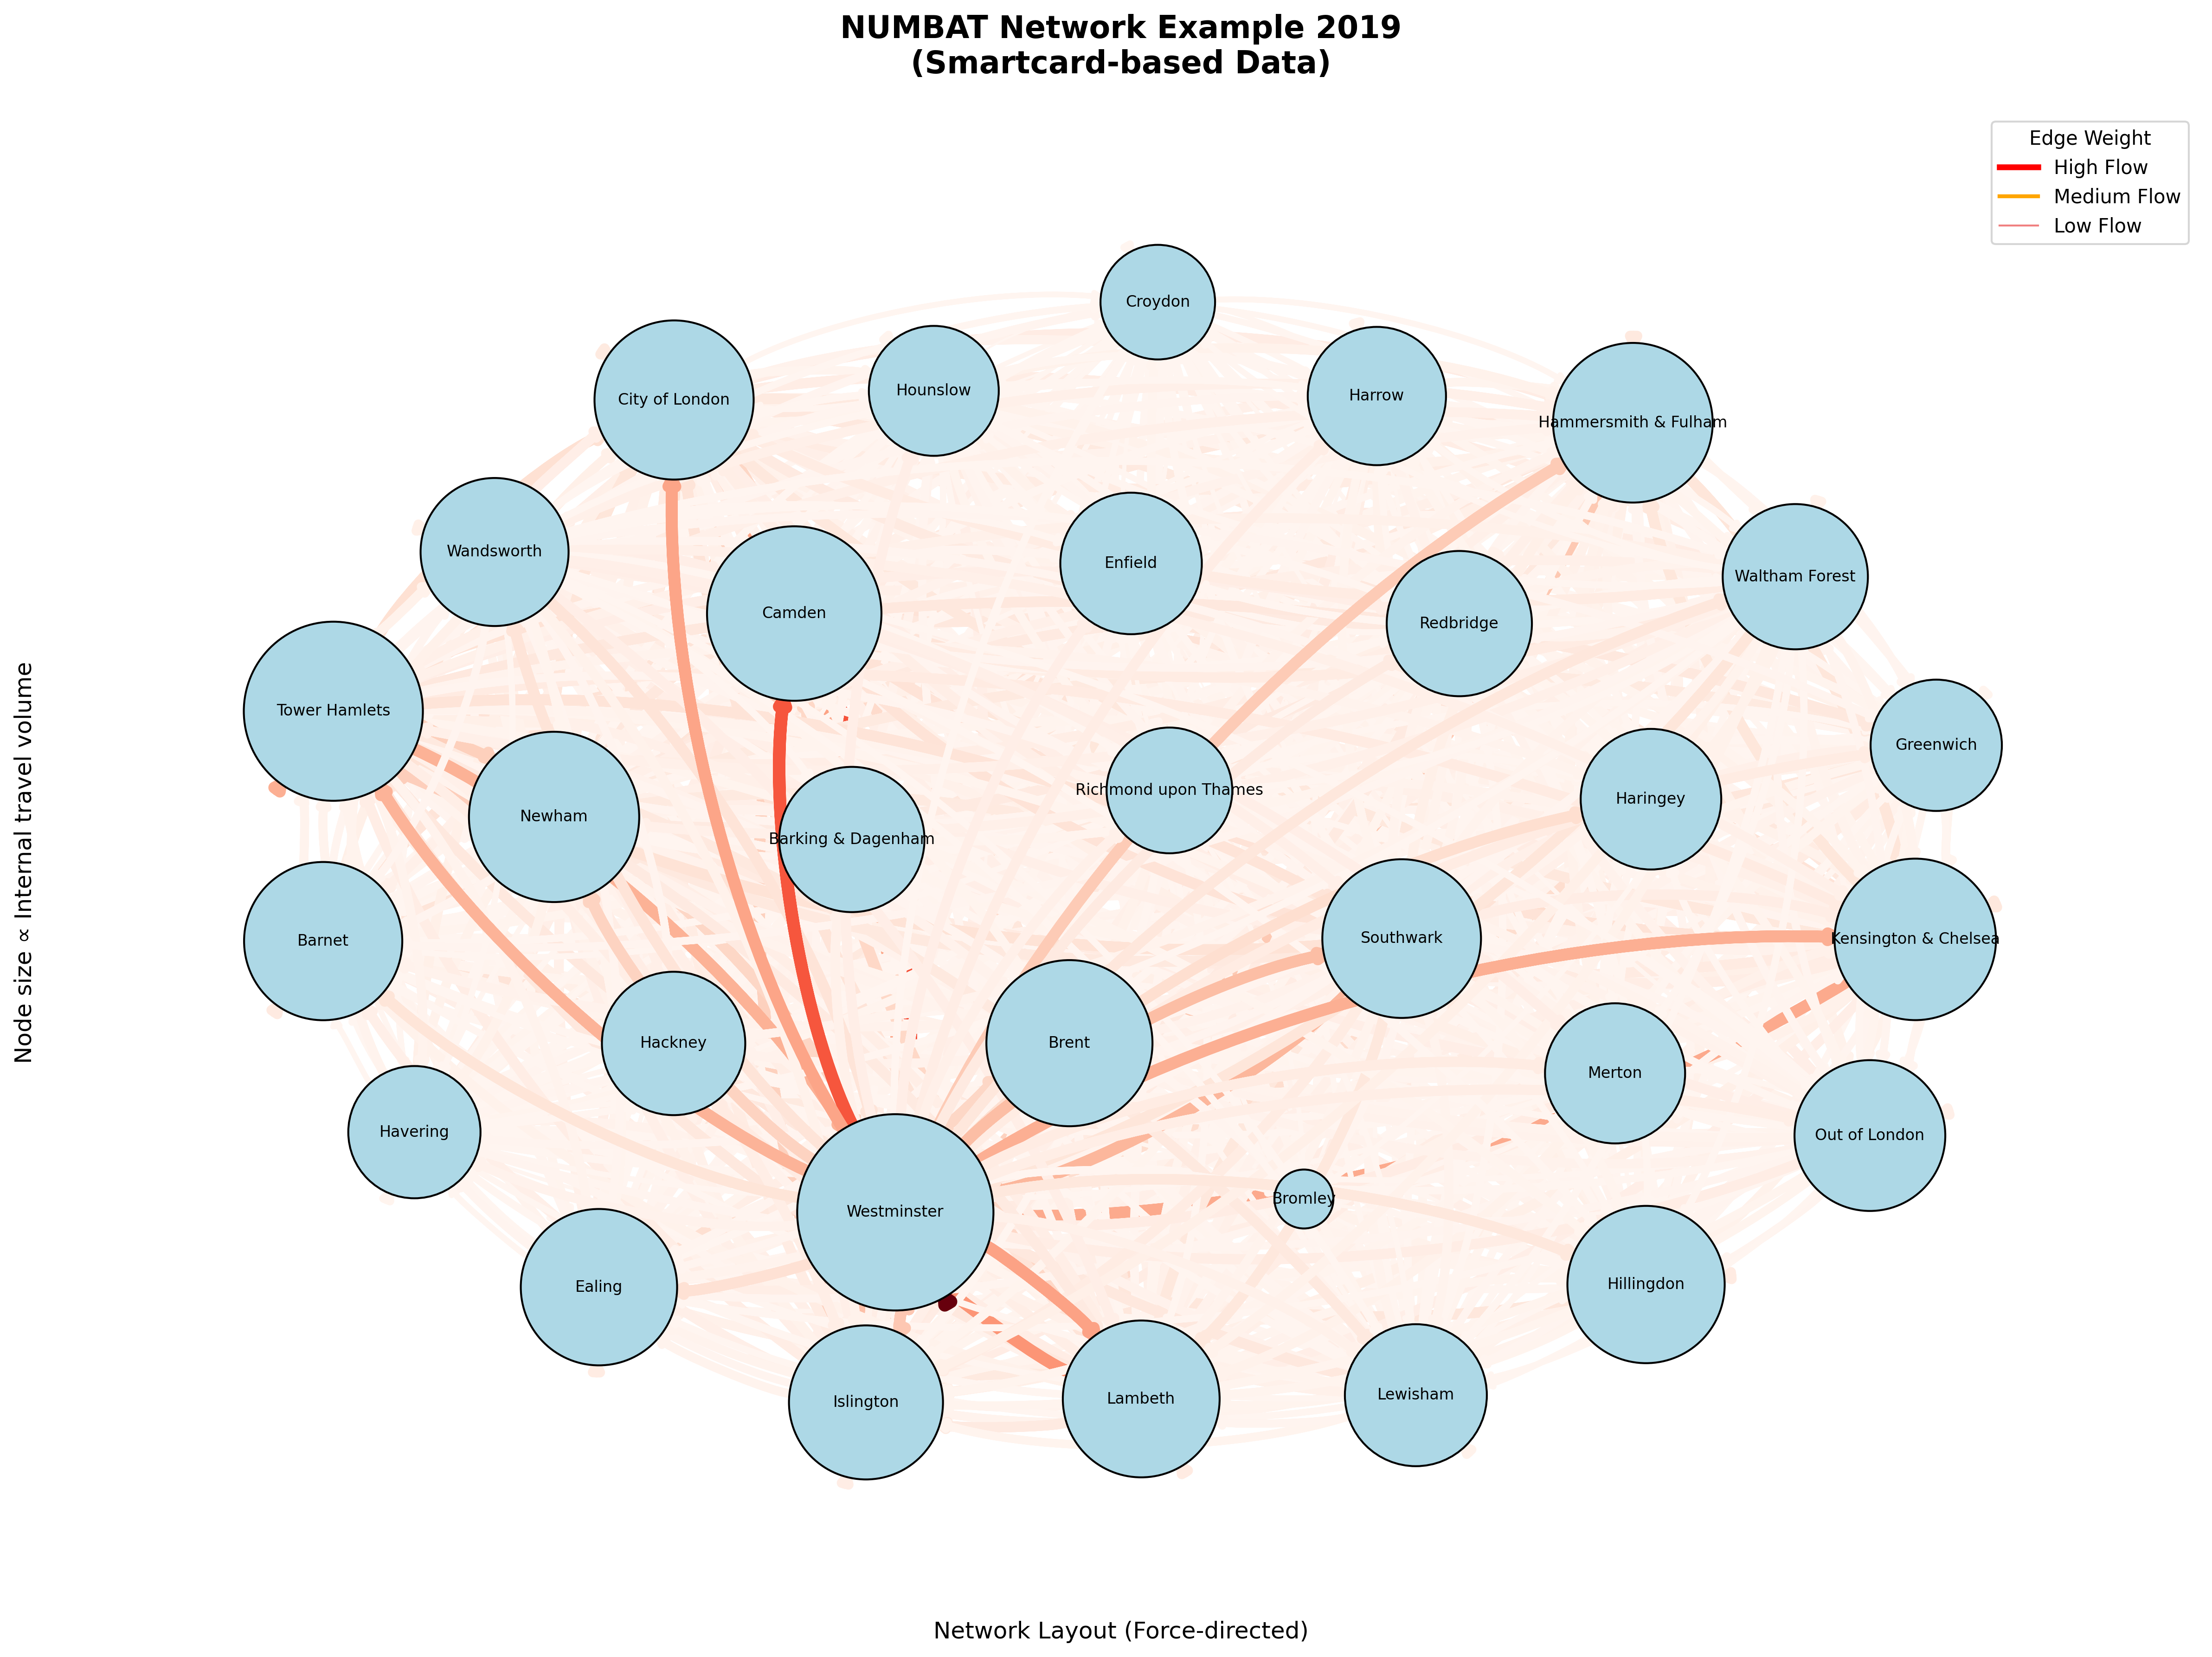 NUMBAT Network Example 2019
(Smartcard-based Data)
Edge Weight
High Flow
Medium Flow
Low Flow
Croydon
Hounslow
Harrow
City of London
Hammersmith & Fulham
Wandsworth
Enfield
Waltham Forest
Camden
Redbridge
Tower Hamlets
Greenwich
Richmond upon Thames
Haringey
Newham
Barking & Dagenham
Southwark
Kensington & Chelsea
Barnet
Hackney
Brent
Merton
Havering
Out of London
Bromley
Westminster
Hillingdon
Ealing
Lewisham
Lambeth
Islington
Node size ∝ Internal travel volume
Network Layout (Force-directed)